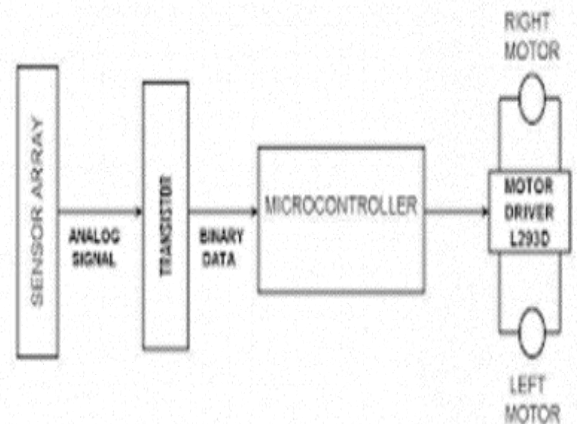 RIGHT
MOTOR
SENSOR ARRAY
ANALOG
SIGNAL
TRANSISTOR
BINARY
DATA
MICROCONTROLLER
MOTOR
DRIVER
L293D
LEFT
MOTOR